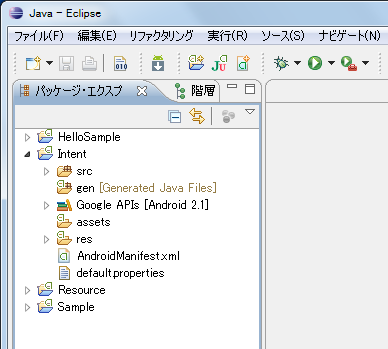 Java - Eclipse
ファイル(F) 編集(E) リファクタリング 実行(R) ソース(S) ナビゲート(N)
パッケージ・エクスプ 階層
HelloSample
Intent
src
gen [Generated Java Files]
Google APIs [Android 2.1]
assets
res
AndroidManifest.xml
default.properties
Resource
Sample